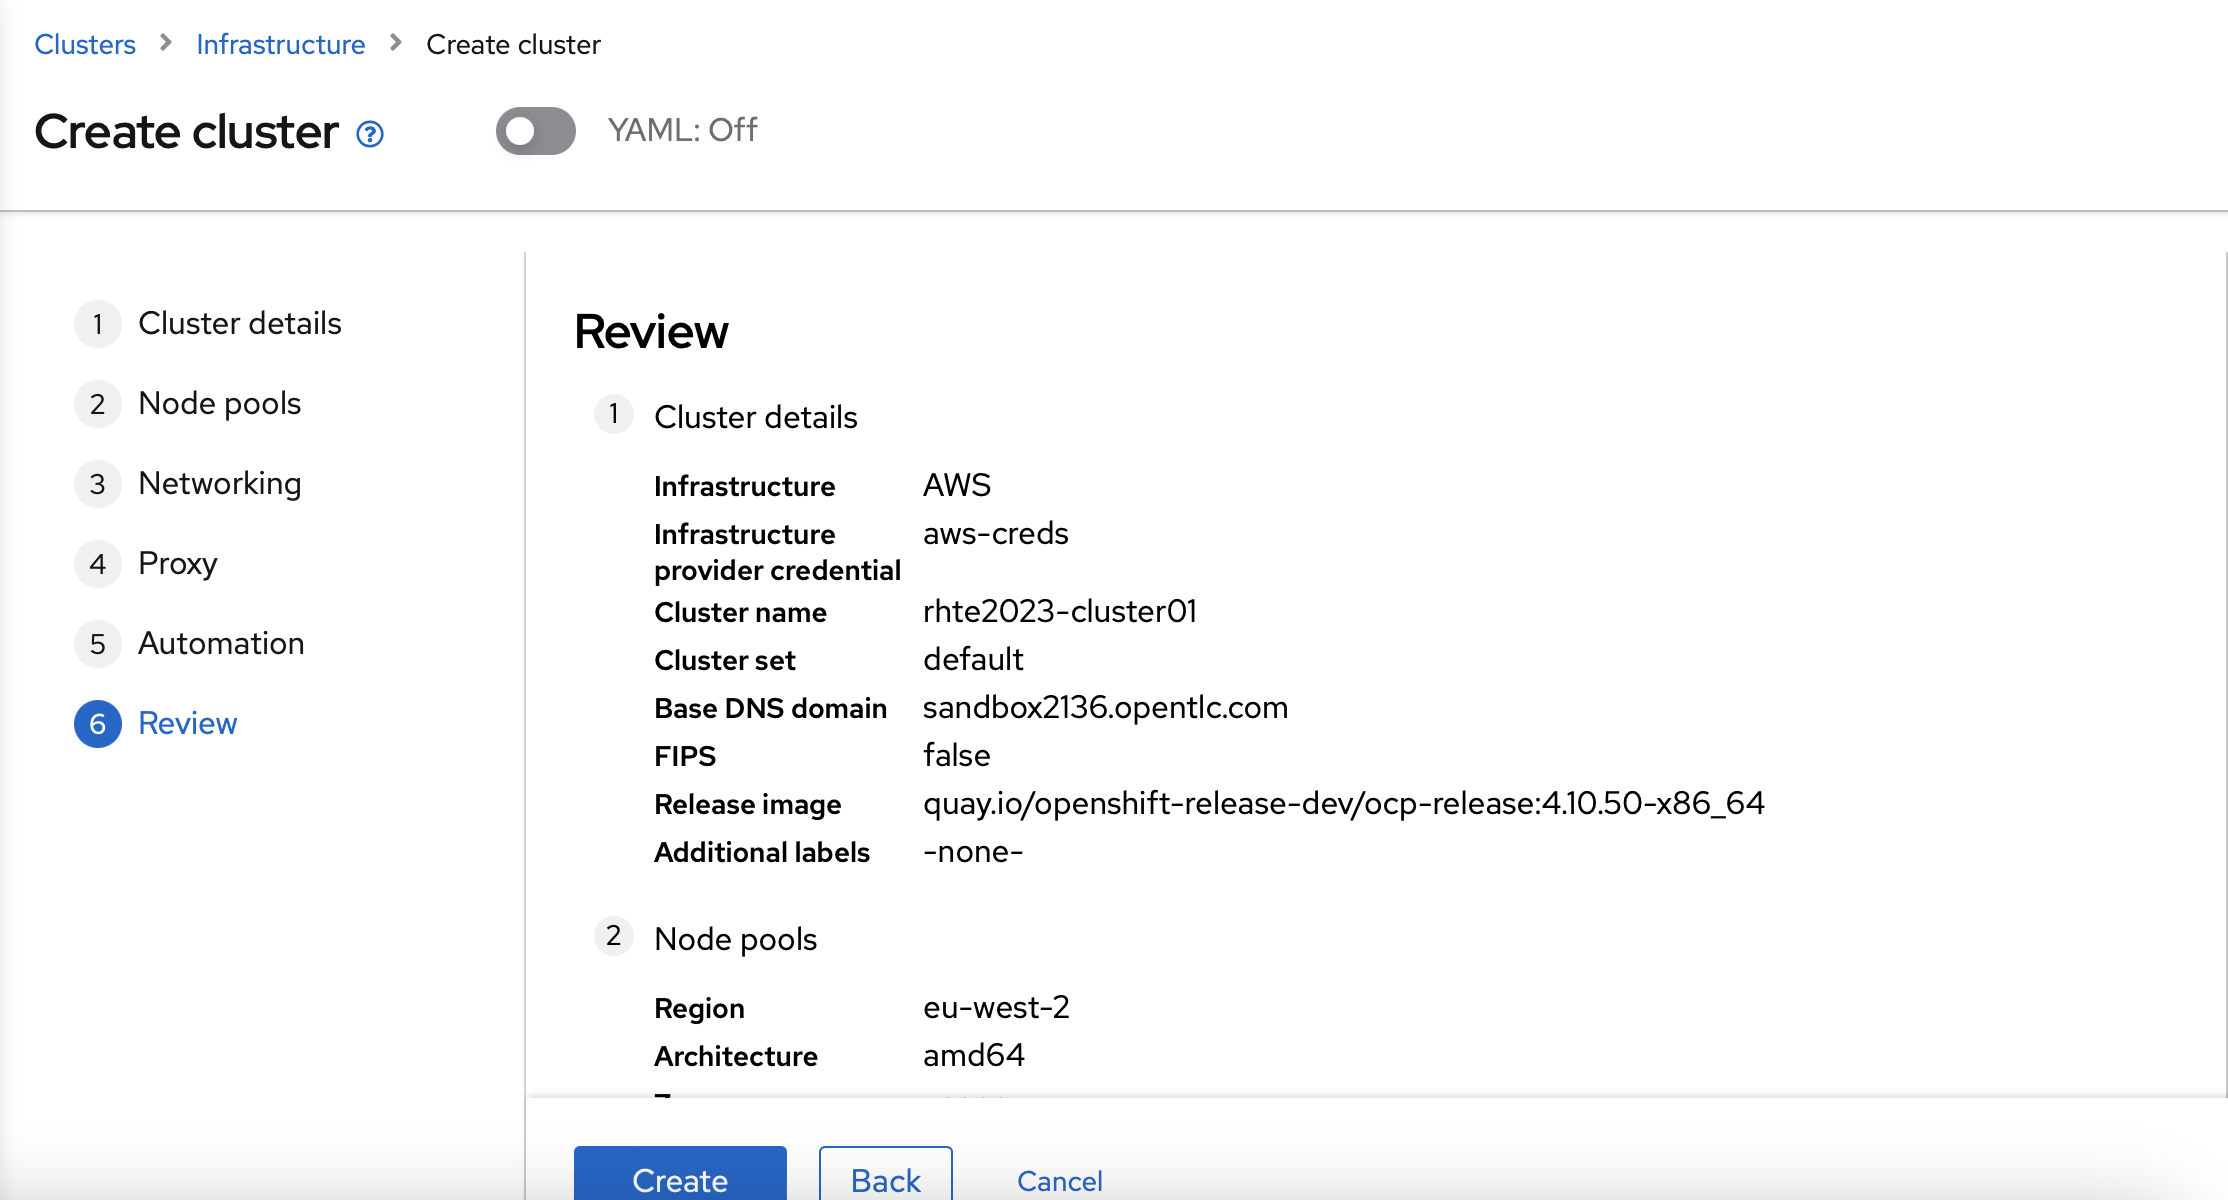 Clusters > Infrastructure > Create cluster
Create cluster ? YAML: Off
1 Cluster details
2 Node pools
3 Networking
4 Proxy
5 Automation
6 Review
Review
1 Cluster details
Infrastructure AWS
Infrastructure provider credential aws-creds
Cluster name rhte2023-cluster01
Cluster set default
Base DNS domain sandbox2136.opentlc.com
FIPS false
Release image quay.io/openshift-release-dev/ocp-release:4.10.50-x86_64
Additional labels -none-
2 Node pools
Region eu-west-2
Architecture amd64
Create Back Cancel